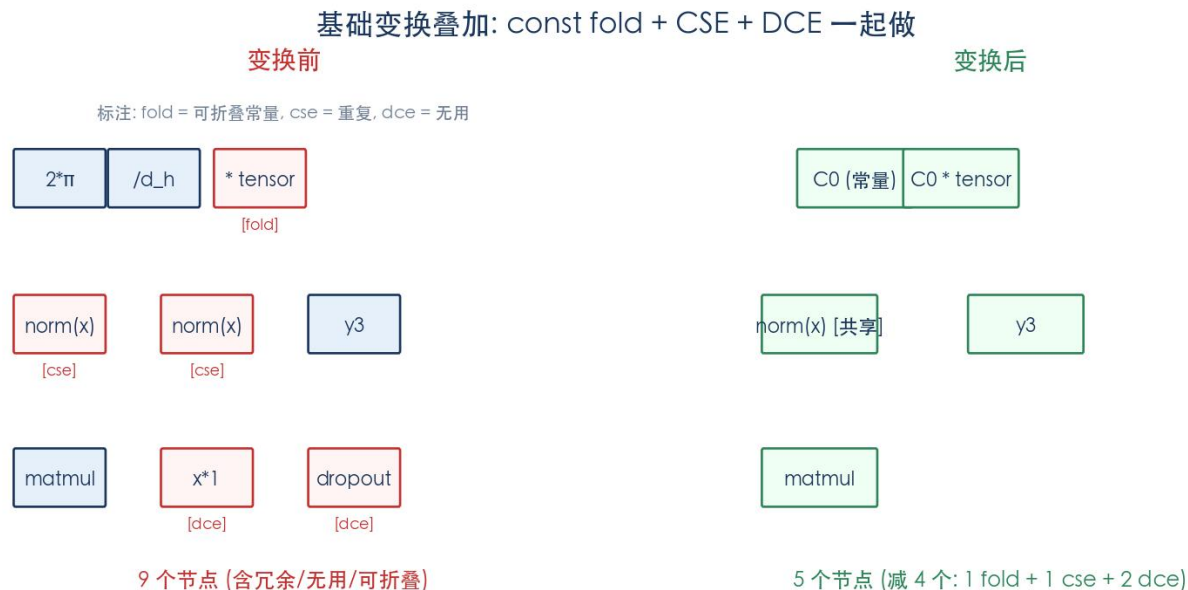 基础变换叠加: const fold + CSE + DCE 一起做
变换前
变换后
标注: fold = 可折叠常量, cse = 重复, dce = 无用
2*π
/d_h
* tensor
C0 (常量)
C0 * tensor
[fold]
norm(x)
norm(x)
y3
norm(x) [共享]
y3
[cse]
[cse]
matmul
x*1
dropout
matmul
[dce]
[dce]
9 个节点 (含冗余/无用/可折叠)
5 个节点 (减 4 个: 1 fold + 1 cse + 2 dce)